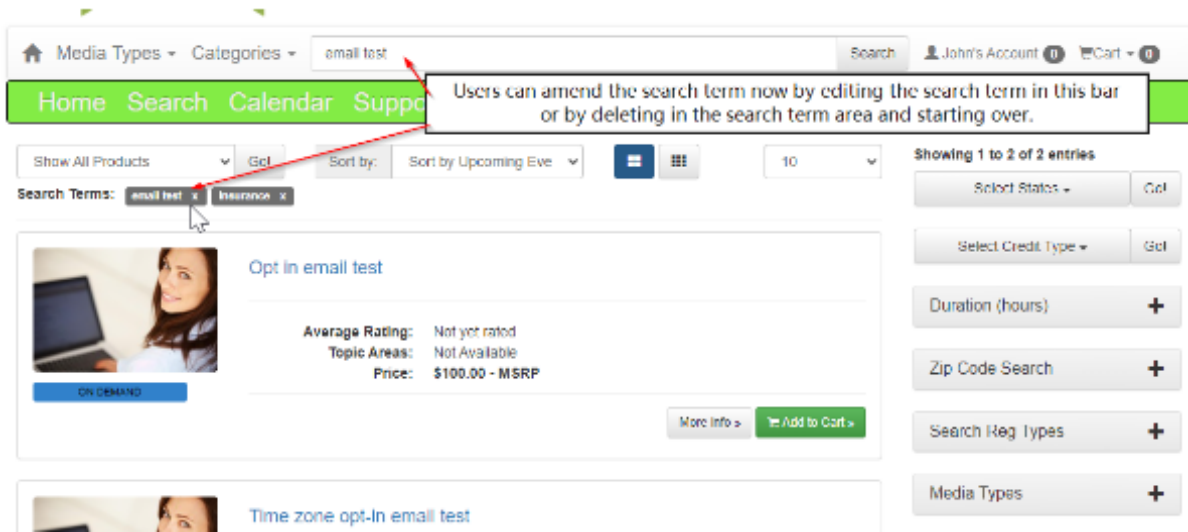 Media Types Categories email test Search John's Account 0 Cart 0
Home Search Calendar Suppo
Users can amend the search term now by editing the search term in this bar
or by deleting in the search term area and starting over.
Show All Products Go! Sort by: Sort by Upcoming Eve 10 Showing 1 to 2 of 2 entries
Search Terms: email test x Insurance x
Select States Go!
Select Credit Type Go!
Opt in email test
Duration (hours) +
Average Rating: Not yet rated
Topic Areas: Not Available
Price: $100.00 - MSRP
Zip Code Search +
ON DEMAND
More Info » Add to Cart »
Search Reg Types +
Media Types +
Time zone opt-in email test